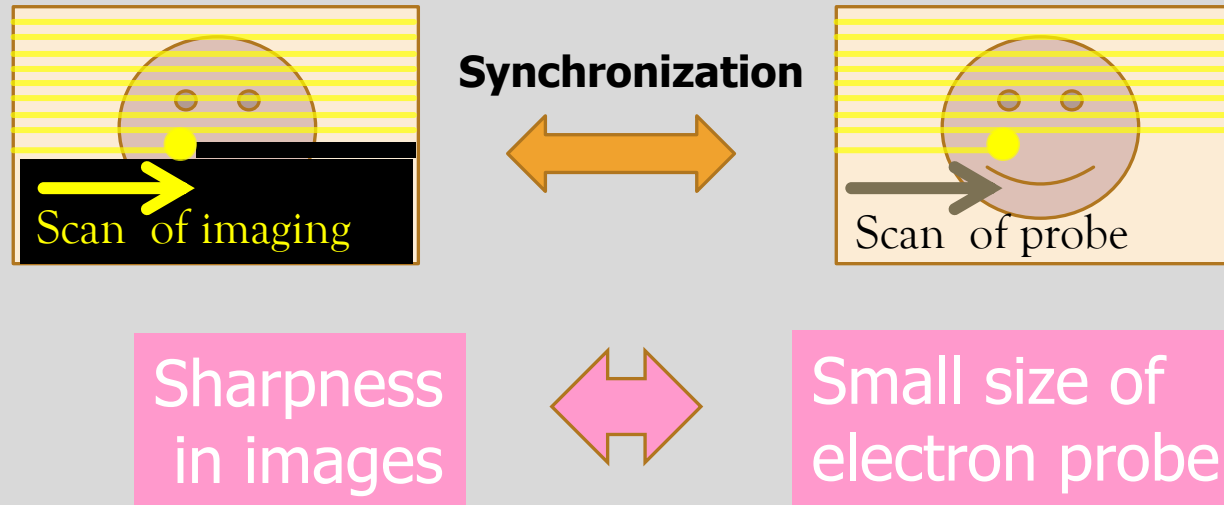 Synchronization
Scan of imaging
Scan of probe
Sharpness
in images
Small size of
electron probe